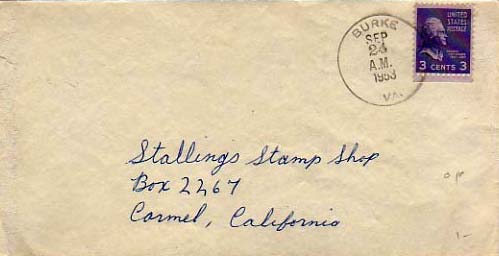 BURKE
SEP
24
A.M.
1953
VA.
UNITED
STATES
POSTAGE
3 CENTS 3
Stallings Stamp Shop
Box 2267
Carmel, California